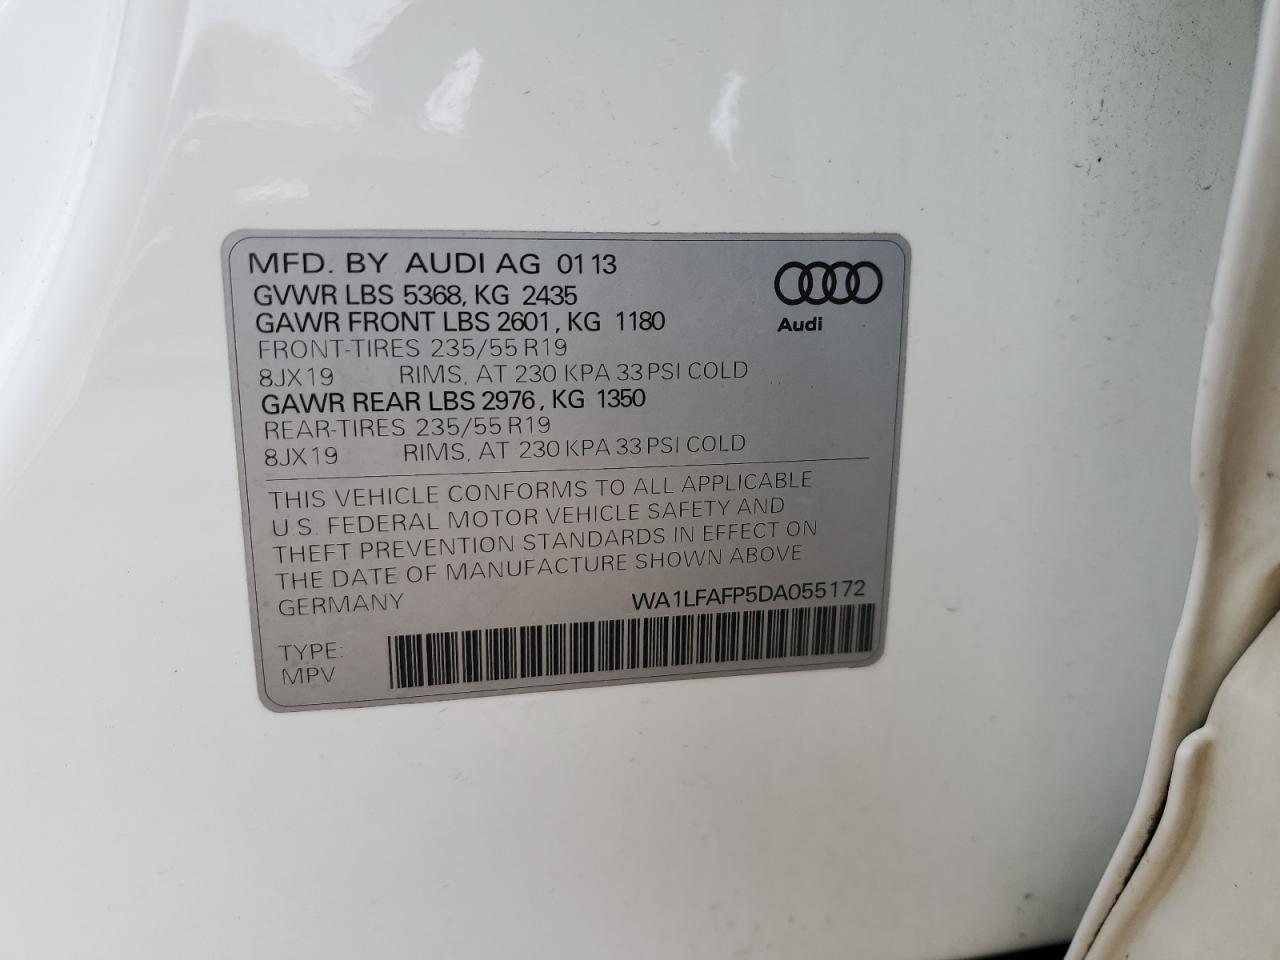 MFD. BY AUDI AG 01 13
GVWR LBS 5368, KG 2435
GAWR FRONT LBS 2601, KG 1180
FRONT-TIRES 235/55 R19
8JX19 RIMS, AT 230 KPA 33 PSI COLD
GAWR REAR LBS 2976, KG 1350
REAR-TIRES 235/55 R19
8JX19 RIMS, AT 230 KPA 33 PSI COLD
Audi
THIS VEHICLE CONFORMS TO ALL APPLICABLE
U.S. FEDERAL MOTOR VEHICLE SAFETY AND
THEFT PREVENTION STANDARDS IN EFFECT ON
THE DATE OF MANUFACTURE SHOWN ABOVE
GERMANY WA1LFAFP5DA055172
TYPE:
MPV